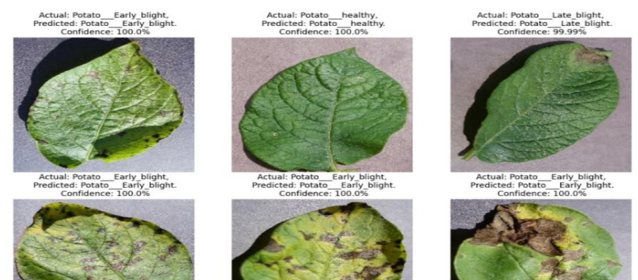 Actual: Potato___Early_blight,
Predicted: Potato___Early_blight.
Confidence: 100.0%
Actual: Potato___healthy,
Predicted: Potato___healthy.
Confidence: 100.0%
Actual: Potato___Late_blight,
Predicted: Potato___Late_blight.
Confidence: 99.99%
Actual: Potato___Early_blight,
Predicted: Potato___Early_blight.
Confidence: 100.0%
Actual: Potato___Early_blight,
Predicted: Potato___Early_blight.
Confidence: 100.0%
Actual: Potato___Early_blight,
Predicted: Potato___Early_blight.
Confidence: 100.0%